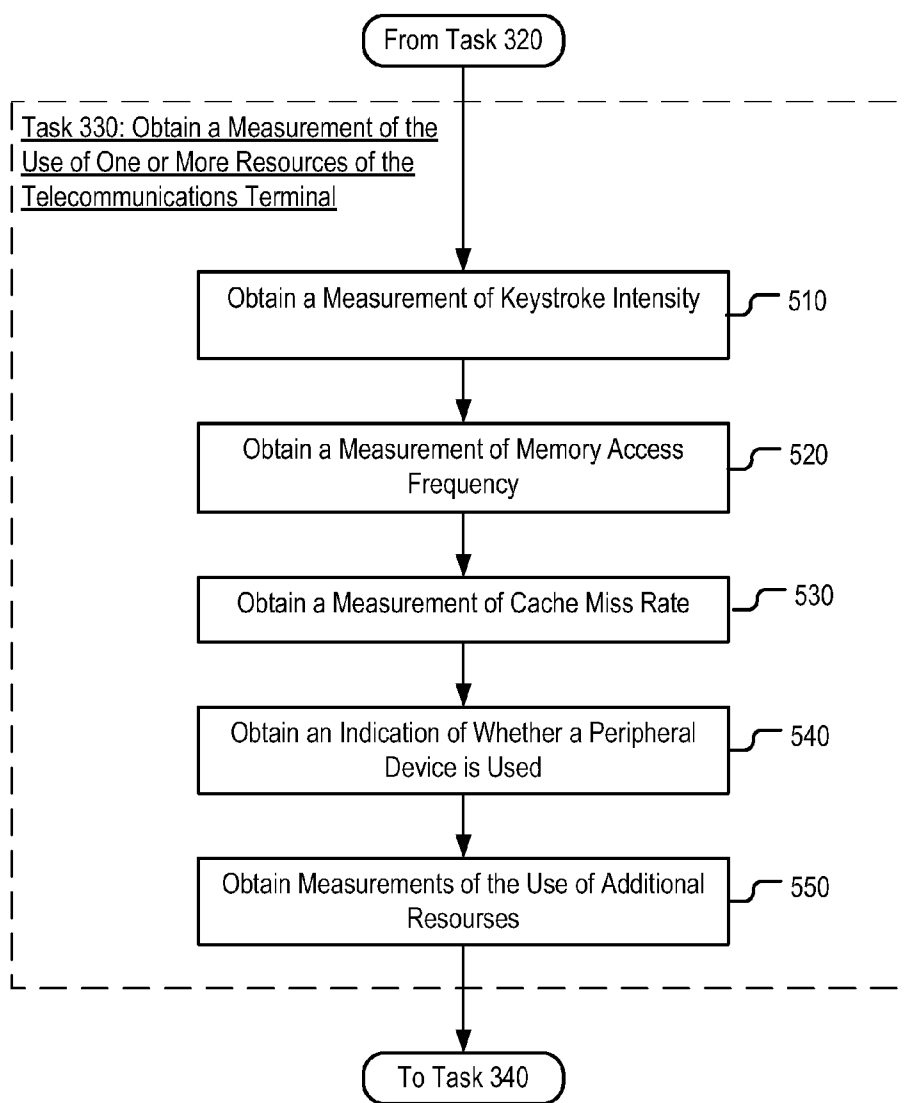 From Task 320
Task 330: Obtain a Measurement of the
Use of One or More Resources of the
Telecommunications Terminal
Obtain a Measurement of Keystroke Intensity
510
Obtain a Measurement of Memory Access
Frequency
520
Obtain a Measurement of Cache Miss Rate
530
Obtain an Indication of Whether a Peripheral
Device is Used
540
Obtain Measurements of the Use of Additional
Resourses
550
To Task 340